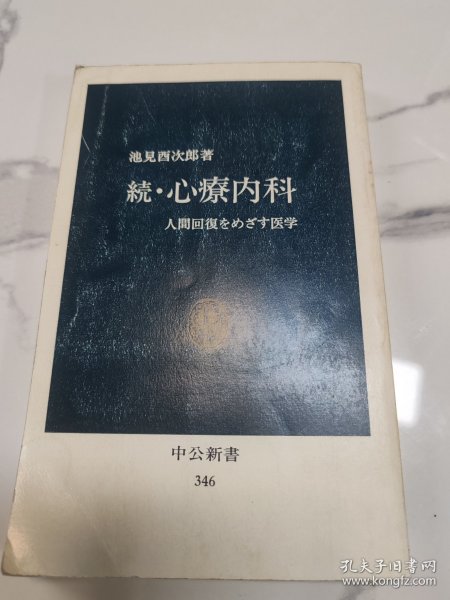 池見酉次郎著
続・心療内科
人間回復をめざす医学
中公新書
346
孔夫子旧书网
www.kongfz.com